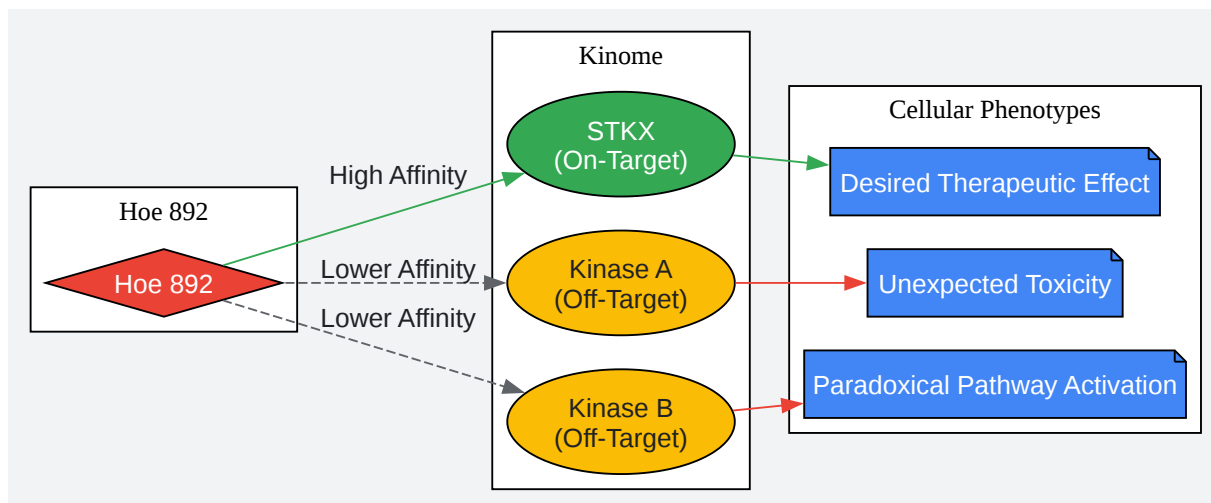 Hoe 892
Hoe 892
High Affinity
Lower Affinity
Lower Affinity
Kinome
STKX
(On-Target)
Kinase A
(Off-Target)
Kinase B
(Off-Target)
Cellular Phenotypes
Desired Therapeutic Effect
Unexpected Toxicity
Paradoxical Pathway Activation